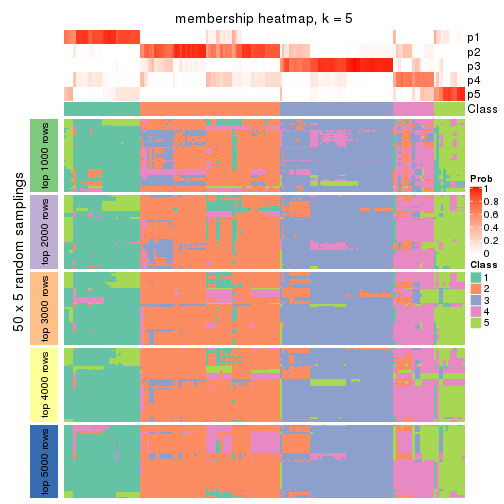 membership heatmap, k = 5
p1
p2
p3
p4
p5
Class
50 x 5 random samplings
top 1000 rows
top 2000 rows
top 3000 rows
top 4000 rows
top 5000 rows
Prob
1
0.8
0.6
0.4
0.2
0
Class
1
2
3
4
5